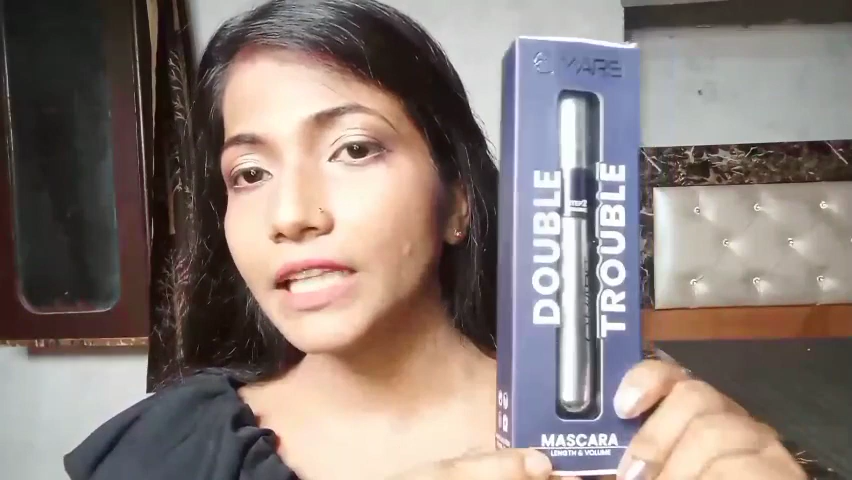 MARS
DOUBLE
TROUBLE
MASCARA
LENGTH & VOLUME